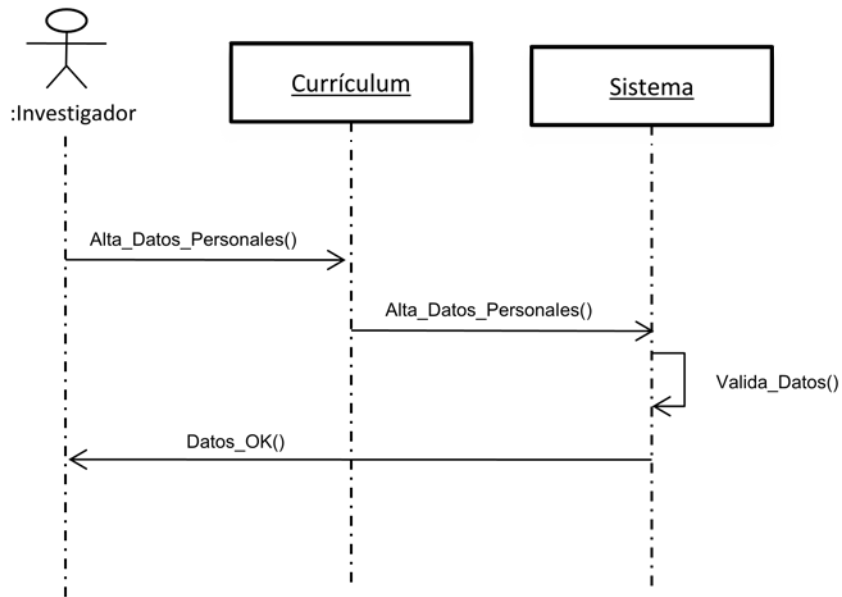 :Investigador
Currículum
Sistema
Alta_Datos_Personales()
Alta_Datos_Personales()
Valida_Datos()
Datos_OK()